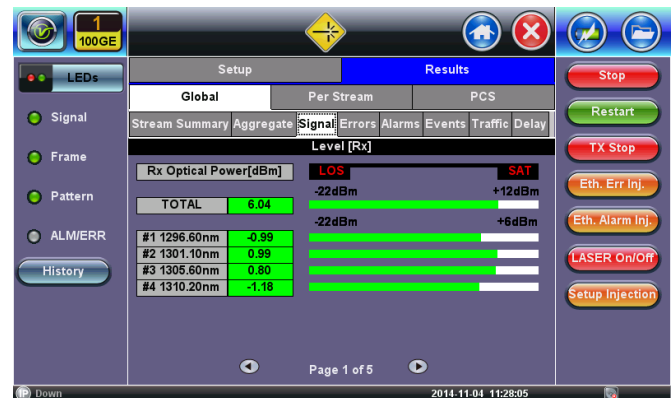 1
100GE
LEDs
Signal
Frame
Pattern
ALM/ERR
History
Setup Results
Global Per Stream PCS
Stream Summary Aggregate Signal Errors Alarms Events Traffic Delay
Level [Rx]
Rx Optical Power[dBm] LOS SAT
-22dBm +12dBm
TOTAL 6.04
-22dBm +6dBm
#1 1296.60nm -0.99
#2 1301.10nm 0.99
#3 1305.60nm 0.80
#4 1310.20nm -1.18
Page 1 of 5
Stop
Restart
TX Stop
Eth. Err Inj.
Eth. Alarm Inj.
LASER On/Off
Setup Injection
IP Down 2014-11-04 11:28:05